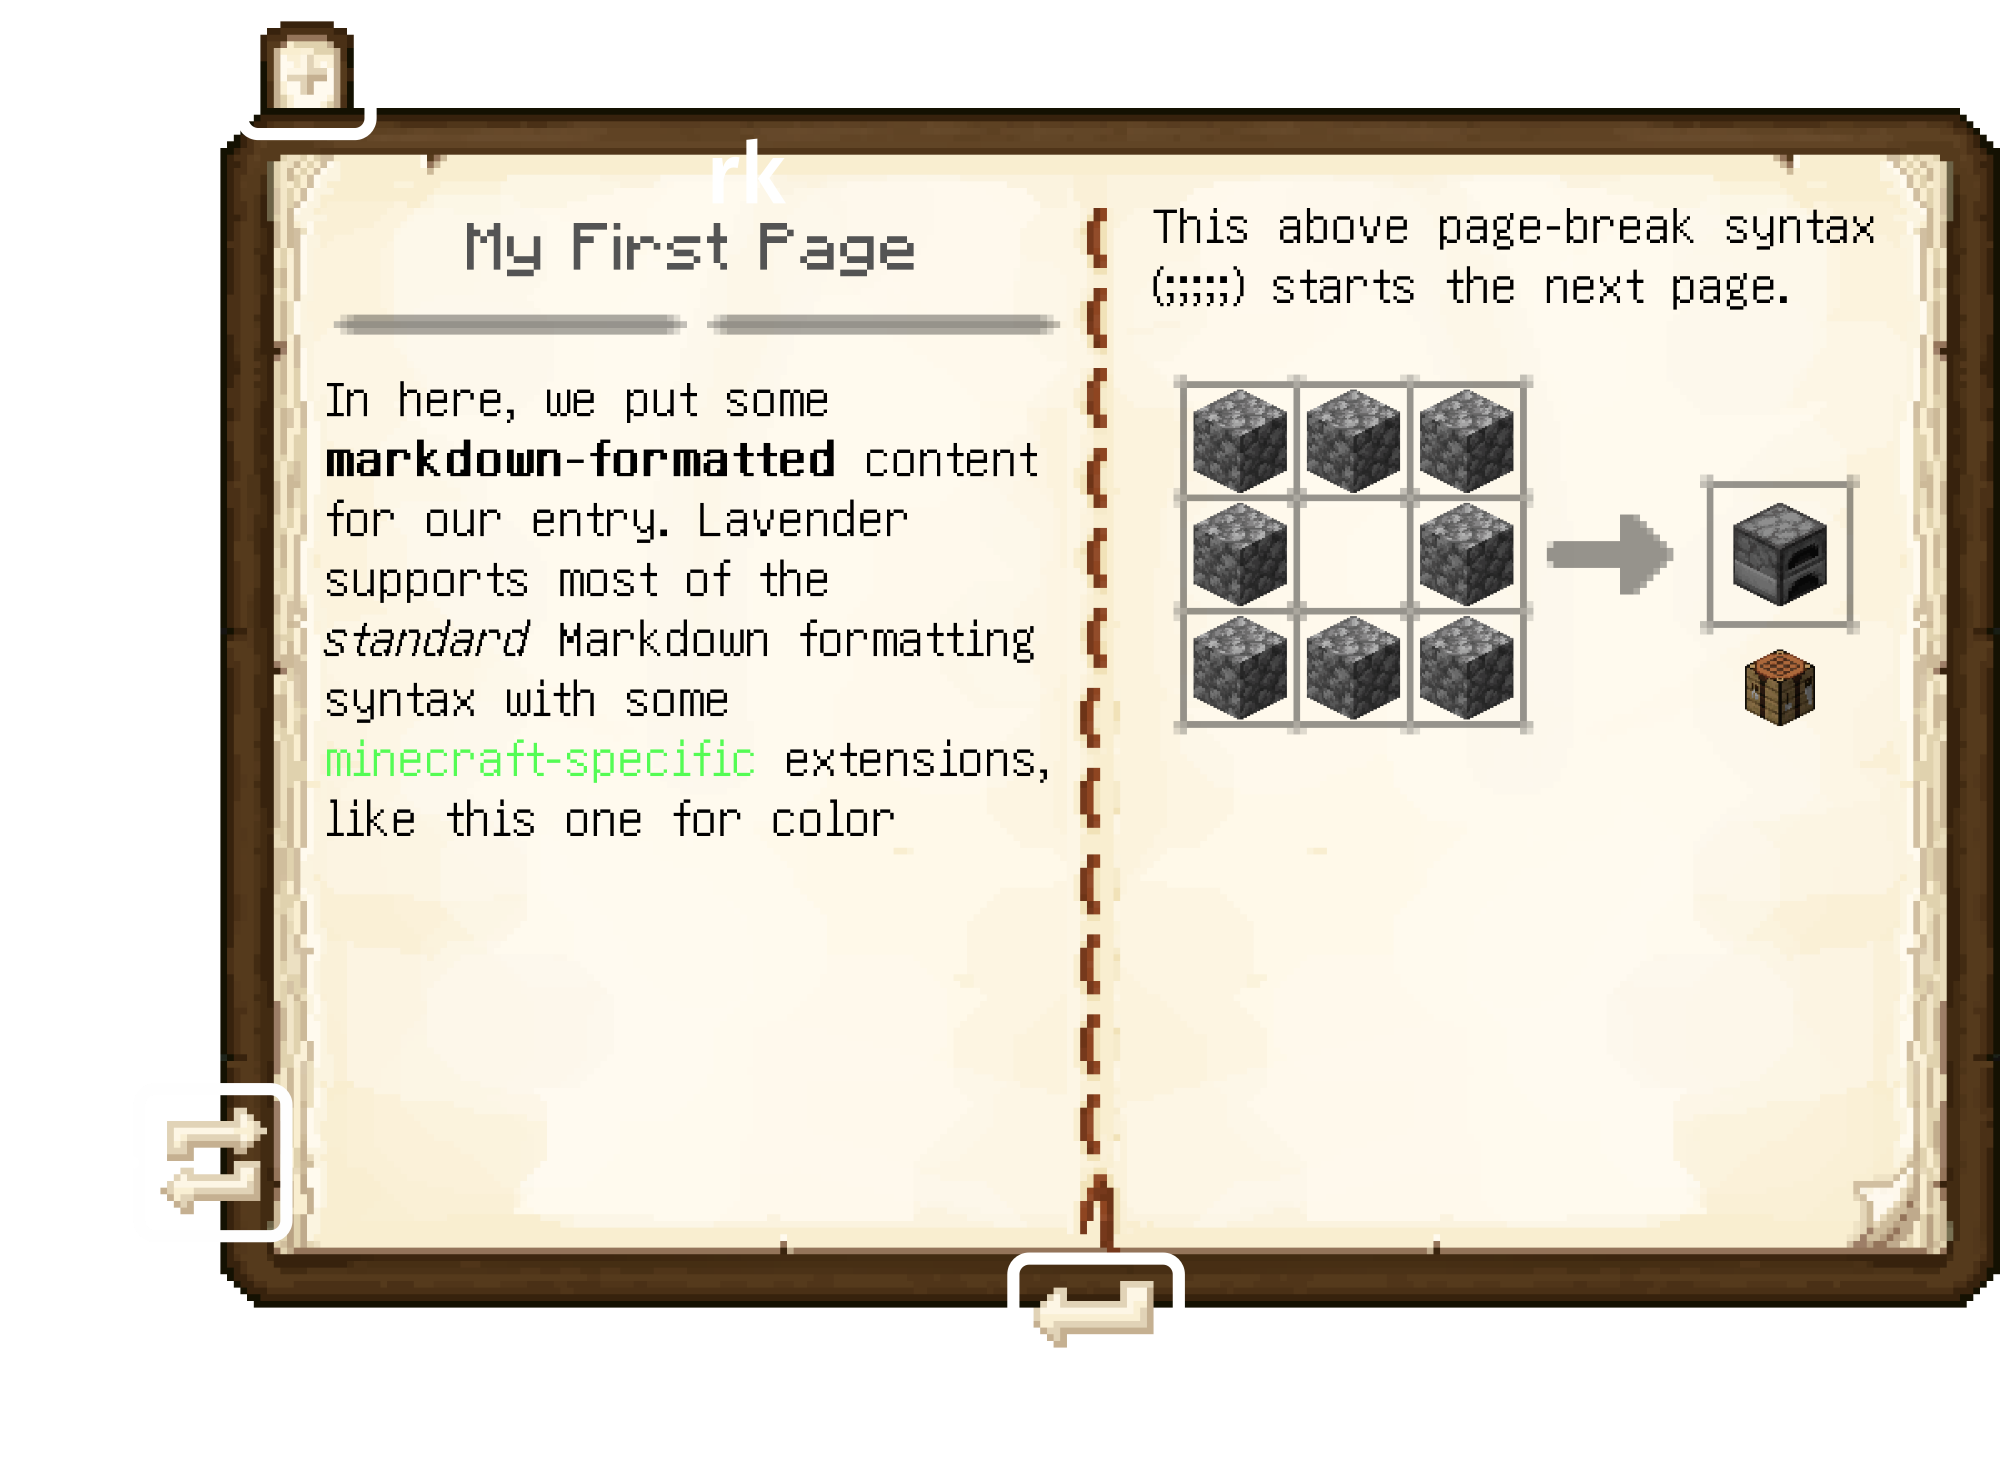 rk
My First Page
In here, we put some
markdown-formatted content
for our entry. Lavender
supports most of the
standard Markdown formatting
syntax with some
minecraft-specific extensions,
like this one for color
This above page-break syntax
(;;;;;) starts the next page.